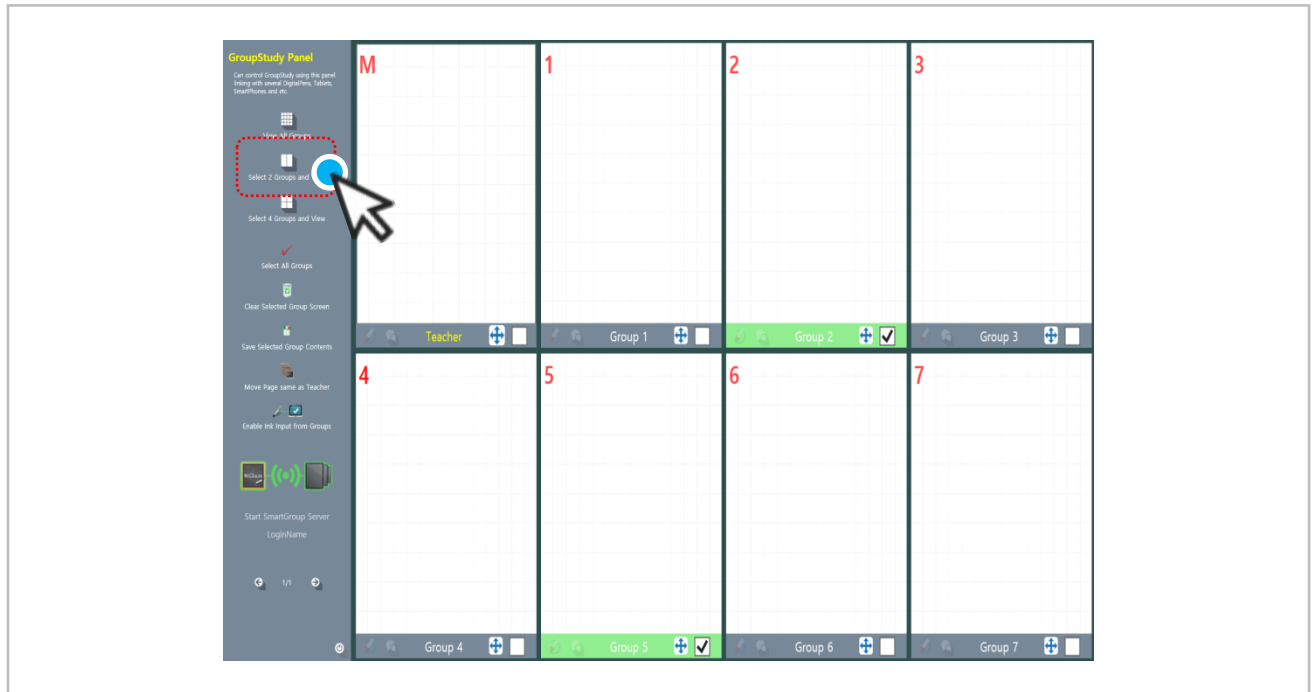 GroupStudy Panel
Can control GroupStudy using this panel
linking with several DigitalPens, Tablets,
SmartPhones and etc.
View All Groups
Select 2 Groups and
Select 4 Groups and View
Select All Groups
Clear Selected Group Screen
Save Selected Group Contents
Move Page same as Teacher
Enable Ink Input from Groups
Start SmartGroup Server
LoginName
1/1
M
1
2
3
Teacher
Group 1
Group 2
Group 3
4
5
6
7
Group 4
Group 5
Group 6
Group 7